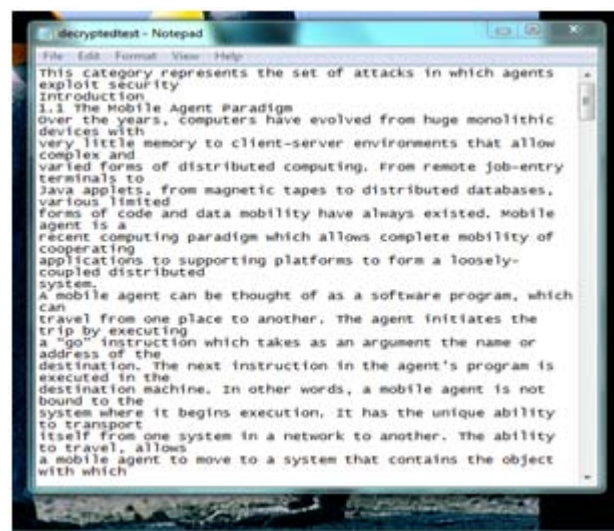 decryptedtest - Notepad
File Edit Format View Help
This category represents the set of attacks in which agents
exploit security
Introduction
1.1 The Mobile Agent Paradigm
Over the years, computers have evolved from huge monolithic
devices with
very little memory to client-server environments that allow
complex and
varied forms of distributed computing. From remote job-entry
terminals to
Java applets, from magnetic tapes to distributed databases,
various limited
forms of code and data mobility have always existed. Mobile
agent is a
recent computing paradigm which allows complete mobility of
cooperating
applications to supporting platforms to form a loosely-
coupled distributed
system.
A mobile agent can be thought of as a software program, which
can
travel from one place to another. The agent initiates the
trip by executing
a "go" instruction which takes as an argument the name or
address of the
destination. The next instruction in the agent's program is
executed in the
destination machine. In other words, a mobile agent is not
bound to the
system where it begins execution. It has the unique ability
to transport
itself from one system in a network to another. The ability
to travel, allows
a mobile agent to move to a system that contains the object
with which